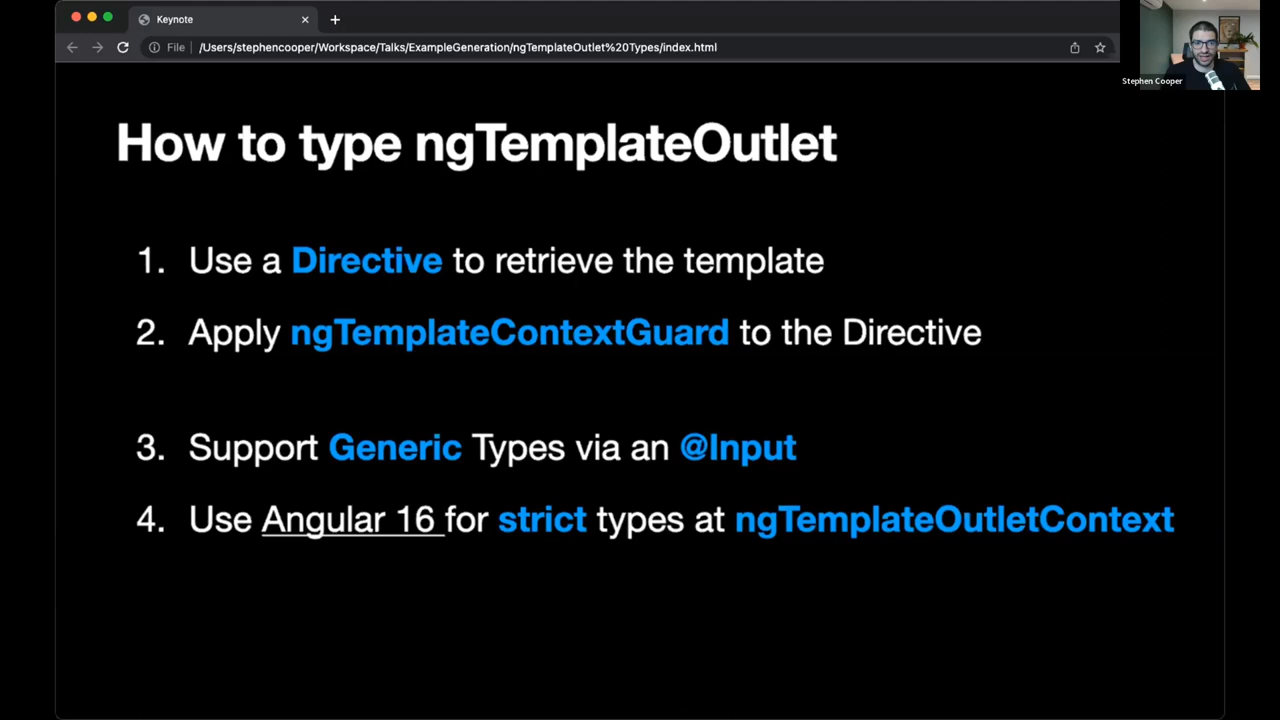 Keynote
File /Users/stephencooper/Workspace/Talks/ExampleGeneration/ngTemplateOutlet%20Types/index.html
Stephen Cooper
How to type ngTemplateOutlet
1. Use a Directive to retrieve the template
2. Apply ngTemplateContextGuard to the Directive
3. Support Generic Types via an @Input
4. Use Angular 16 for strict types at ngTemplateOutletContext